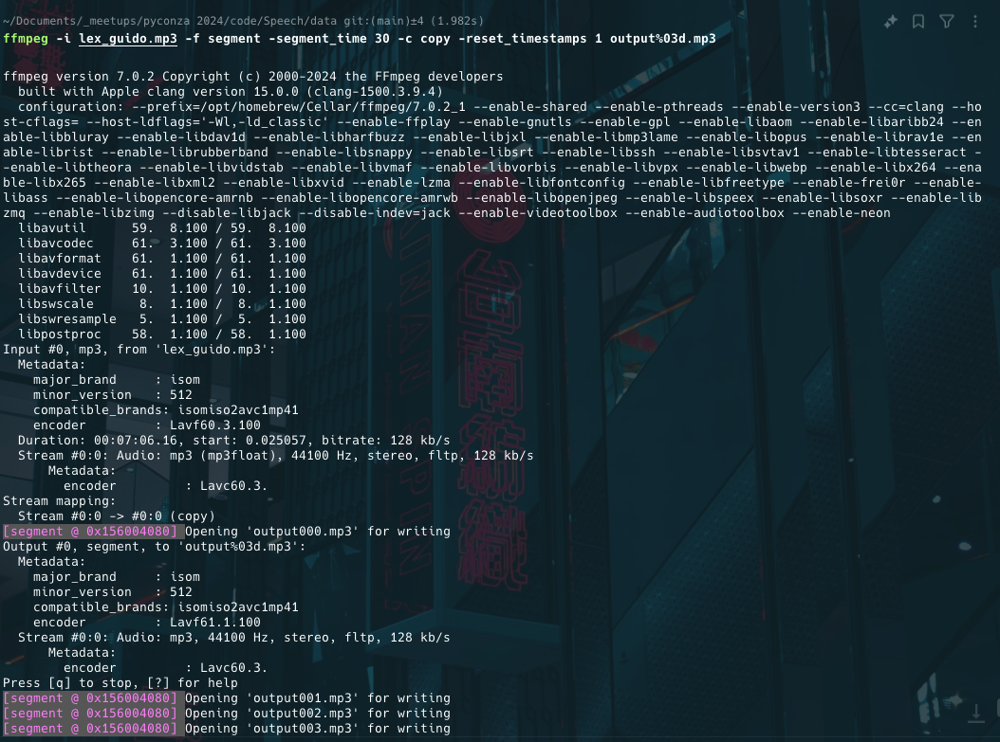 ~/Documents/_meetups/pyconza 2024/code/Speech/data git:(main)±4 (1.982s)
ffmpeg -i lex_guido.mp3 -f segment -segment_time 30 -c copy -reset_timestamps 1 output%03d.mp3
ffmpeg version 7.0.2 Copyright (c) 2000-2024 the FFmpeg developers
  built with Apple clang version 15.0.0 (clang-1500.3.9.4)
  configuration: --prefix=/opt/homebrew/Cellar/ffmpeg/7.0.2_1 --enable-shared --enable-pthreads --enable-version3 --cc=clang --ho
st-cflags= --host-ldflags='-Wl,-ld_classic' --enable-ffplay --enable-gnutls --enable-gpl --enable-libaom --enable-libaribb24 --en
able-libbluray --enable-libdav1d --enable-libharfbuzz --enable-libjxl --enable-libmp3lame --enable-libopus --enable-librav1e --en
able-librist --enable-librubberband --enable-libsnappy --enable-libsrt --enable-libssh --enable-libsvtav1 --enable-libtesseract -
-enable-libtheora --enable-libvidstab --enable-libvmaf --enable-libvorbis --enable-libvpx --enable-libwebp --enable-libx264 --ena
ble-libx265 --enable-libxml2 --enable-libxvid --enable-lzma --enable-libfontconfig --enable-libfreetype --enable-frei0r --enable-
libass --enable-libopencore-amrnb --enable-libopencore-amrwb --enable-libopenjpeg --enable-libspeex --enable-libsoxr --enable-lib
zmq --enable-libzimg --disable-libjack --disable-indev=jack --enable-videotoolbox --enable-audiotoolbox --enable-neon
  libavutil      59.  8.100 / 59.  8.100
  libavcodec     61.  3.100 / 61.  3.100
  libavformat    61.  1.100 / 61.  1.100
  libavdevice    61.  1.100 / 61.  1.100
  libavfilter    10.  1.100 / 10.  1.100
  libswscale      8.  1.100 /  8.  1.100
  libswresample   5.  1.100 /  5.  1.100
  libpostproc    58.  1.100 / 58.  1.100
Input #0, mp3, from 'lex_guido.mp3':
  Metadata:
    major_brand     : isom
    minor_version   : 512
    compatible_brands: isomiso2avc1mp41
    encoder         : Lavf60.3.100
  Duration: 00:07:06.16, start: 0.025057, bitrate: 128 kb/s
  Stream #0:0: Audio: mp3 (mp3float), 44100 Hz, stereo, fltp, 128 kb/s
      Metadata:
        encoder         : Lavc60.3.
Stream mapping:
  Stream #0:0 -> #0:0 (copy)
[segment @ 0x156004080] Opening 'output000.mp3' for writing
Output #0, segment, to 'output%03d.mp3':
  Metadata:
    major_brand     : isom
    minor_version   : 512
    compatible_brands: isomiso2avc1mp41
    encoder         : Lavf61.1.100
  Stream #0:0: Audio: mp3, 44100 Hz, stereo, fltp, 128 kb/s
      Metadata:
        encoder         : Lavc60.3.
Press [q] to stop, [?] for help
[segment @ 0x156004080] Opening 'output001.mp3' for writing
[segment @ 0x156004080] Opening 'output002.mp3' for writing
[segment @ 0x156004080] Opening 'output003.mp3' for writing